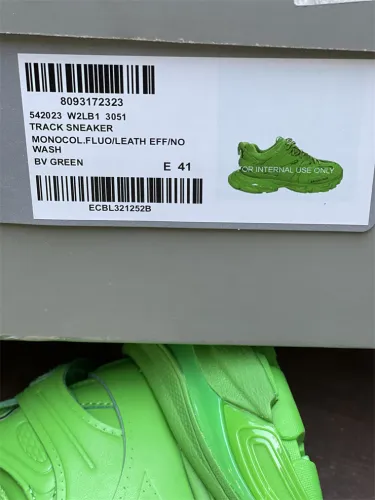 8093172323
542023 W2LB1 3051
TRACK SNEAKER
MONOCOL.FLUO/LEATH EFF/NO
WASH
BV GREEN
E 41
FOR INTERNAL USE ONLY
ECBL321252B